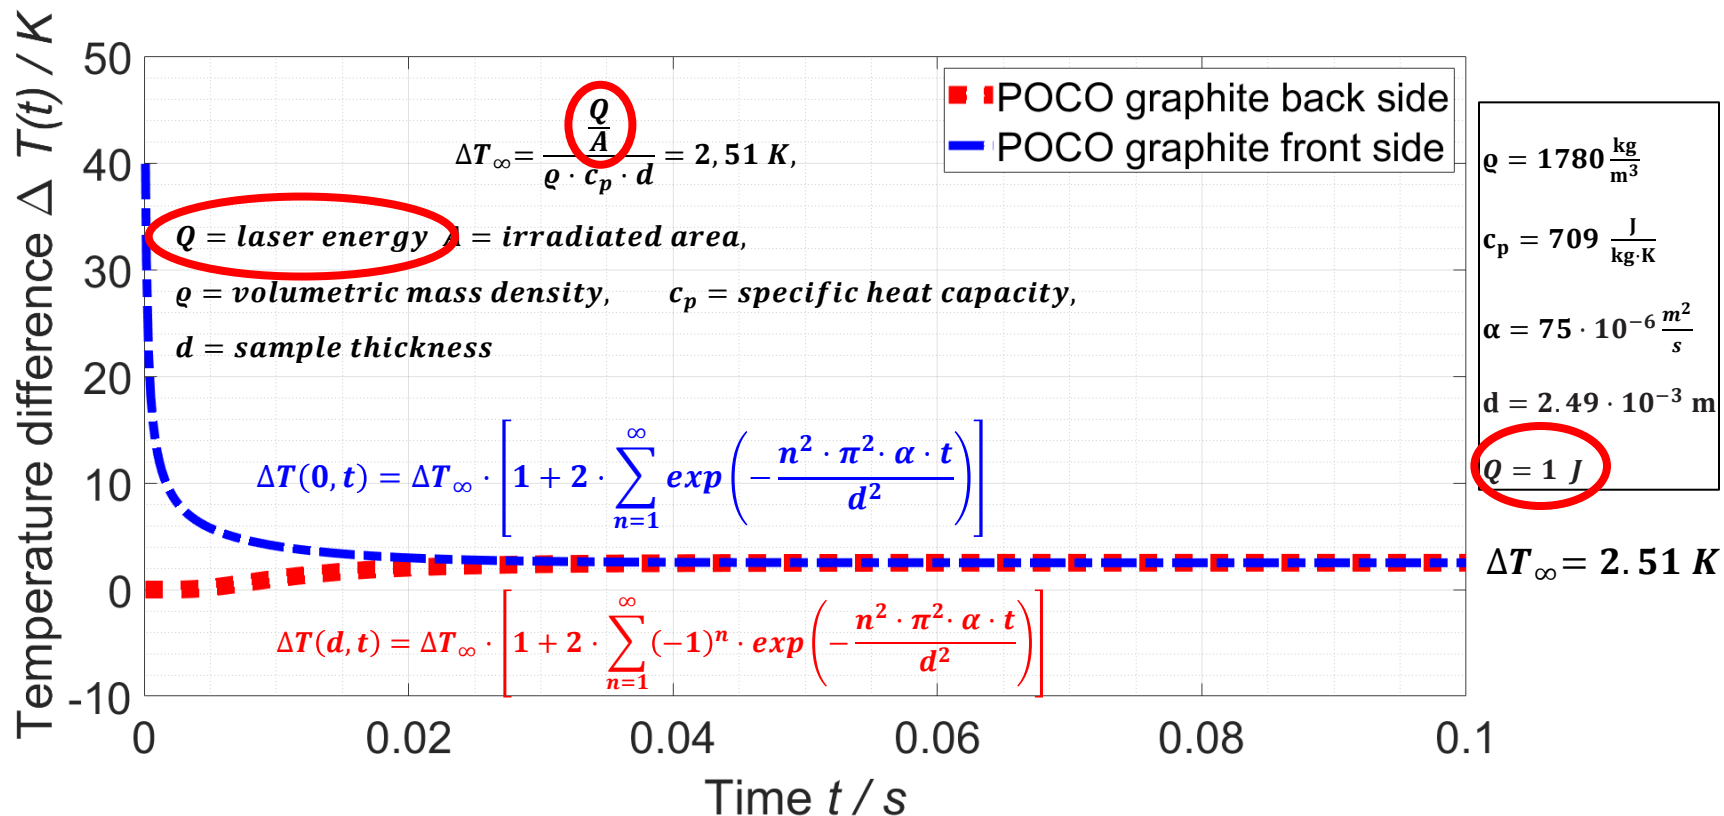 Temperature difference Δ T(t) / K
50
40
30
20
10
0
-10
0
0.02
0.04
0.06
0.08
0.1
Time t / s
POCO graphite back side
POCO graphite front side
ΔT∞= (Q/A)/(ϱ · cp · d) = 2,51 K,
Q = laser energy A = irradiated area,
ϱ = volumetric mass density, cp = specific heat capacity,
d = sample thickness
ΔT(0, t) = ΔT∞ · [1 + 2 · ∑_{n=1}^{∞} exp (− (n² · π² · α · t)/d²)]
ΔT(d, t) = ΔT∞ · [1 + 2 · ∑_{n=1}^{∞} (−1)ⁿ · exp (− (n² · π² · α · t)/d²)]
ϱ = 1780 kg/m³
cp = 709 J/kg·K
α = 75 · 10⁻⁶ m²/s
d = 2.49 · 10⁻³ m
Q = 1 J
ΔT∞= 2.51 K